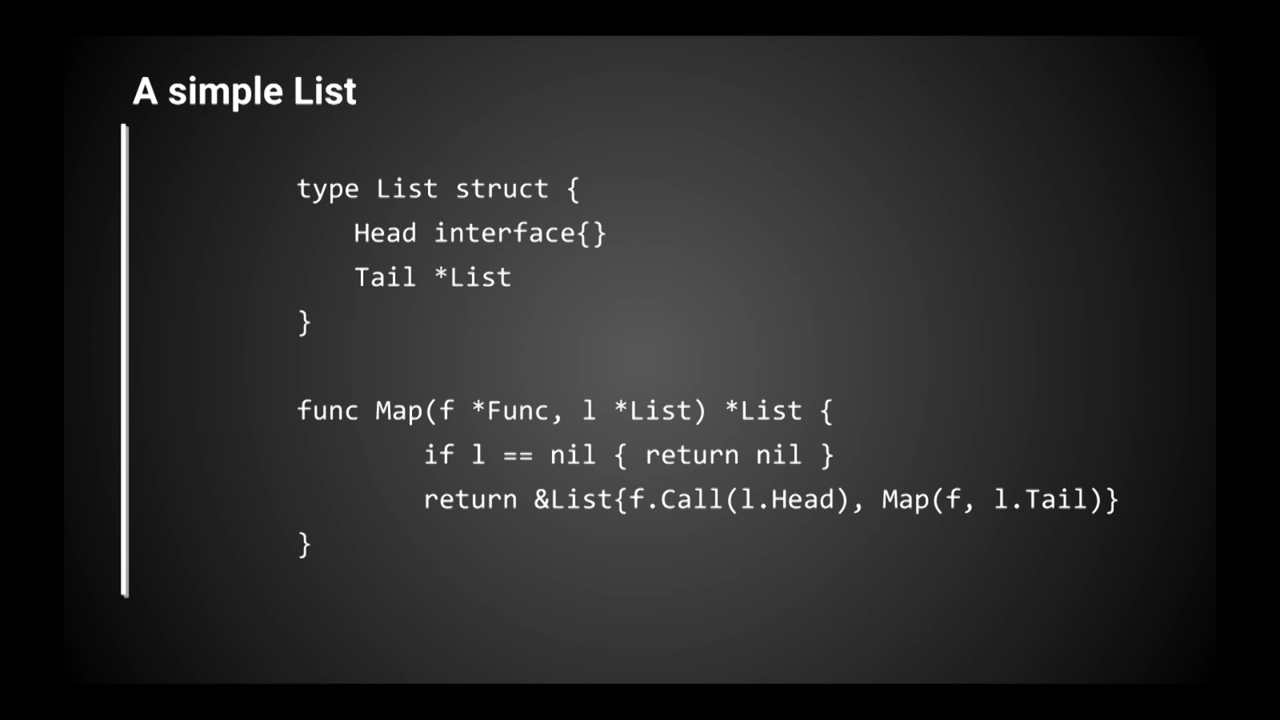 A simple List
type List struct {
Head interface{}
Tail *List
}
func Map(f *Func, l *List) *List {
if l == nil { return nil }
return &List{f.Call(l.Head), Map(f, l.Tail)}
}